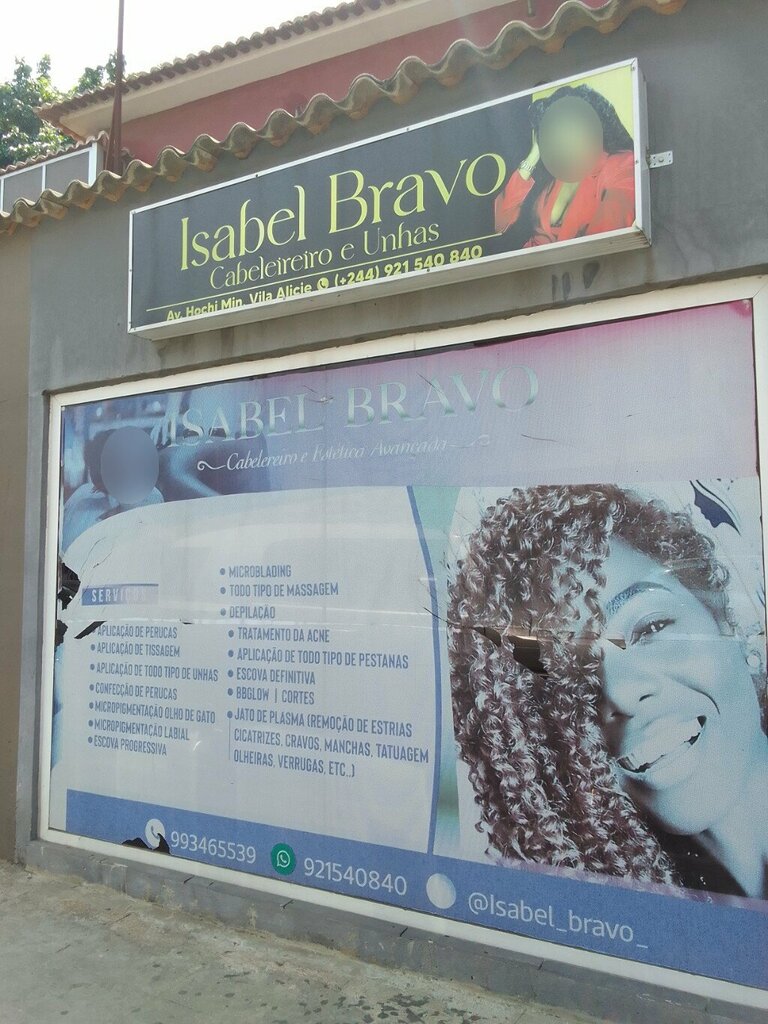 Isabel Bravo
Cabeleireiro e Unhas
Av. Hochi Min, Vila Alicie (+244) 921 540 840
ISABEL BRAVO
Cabelereiro e Estética Avançada
SERVIÇOS
APLICAÇÃO DE PERUCAS
• APLICAÇÃO DE TISSAGEM
• APLICAÇÃO DE TODO TIPO DE UNHAS
• CONFECÇÃO DE PERUCAS
• MICROPIGMENTAÇÃO OLHO DE GATO
• MICROPIGMENTAÇÃO LABIAL
• ESCOVA PROGRESSIVA
• MICROBLADING
• TODO TIPO DE MASSAGEM
• DEPILAÇÃO
• TRATAMENTO DA ACNE
• APLICAÇÃO DE TODO TIPO DE PESTANAS
• ESCOVA DEFINITIVA
• BBGLOW | CORTES
• JATO DE PLASMA (REMOÇÃO DE ESTRIAS
CICATRIZES, CRAVOS, MANCHAS, TATUAGEM
OLHEIRAS, VERRUGAS, ETC..)
993465539 921540840 @Isabel_bravo_